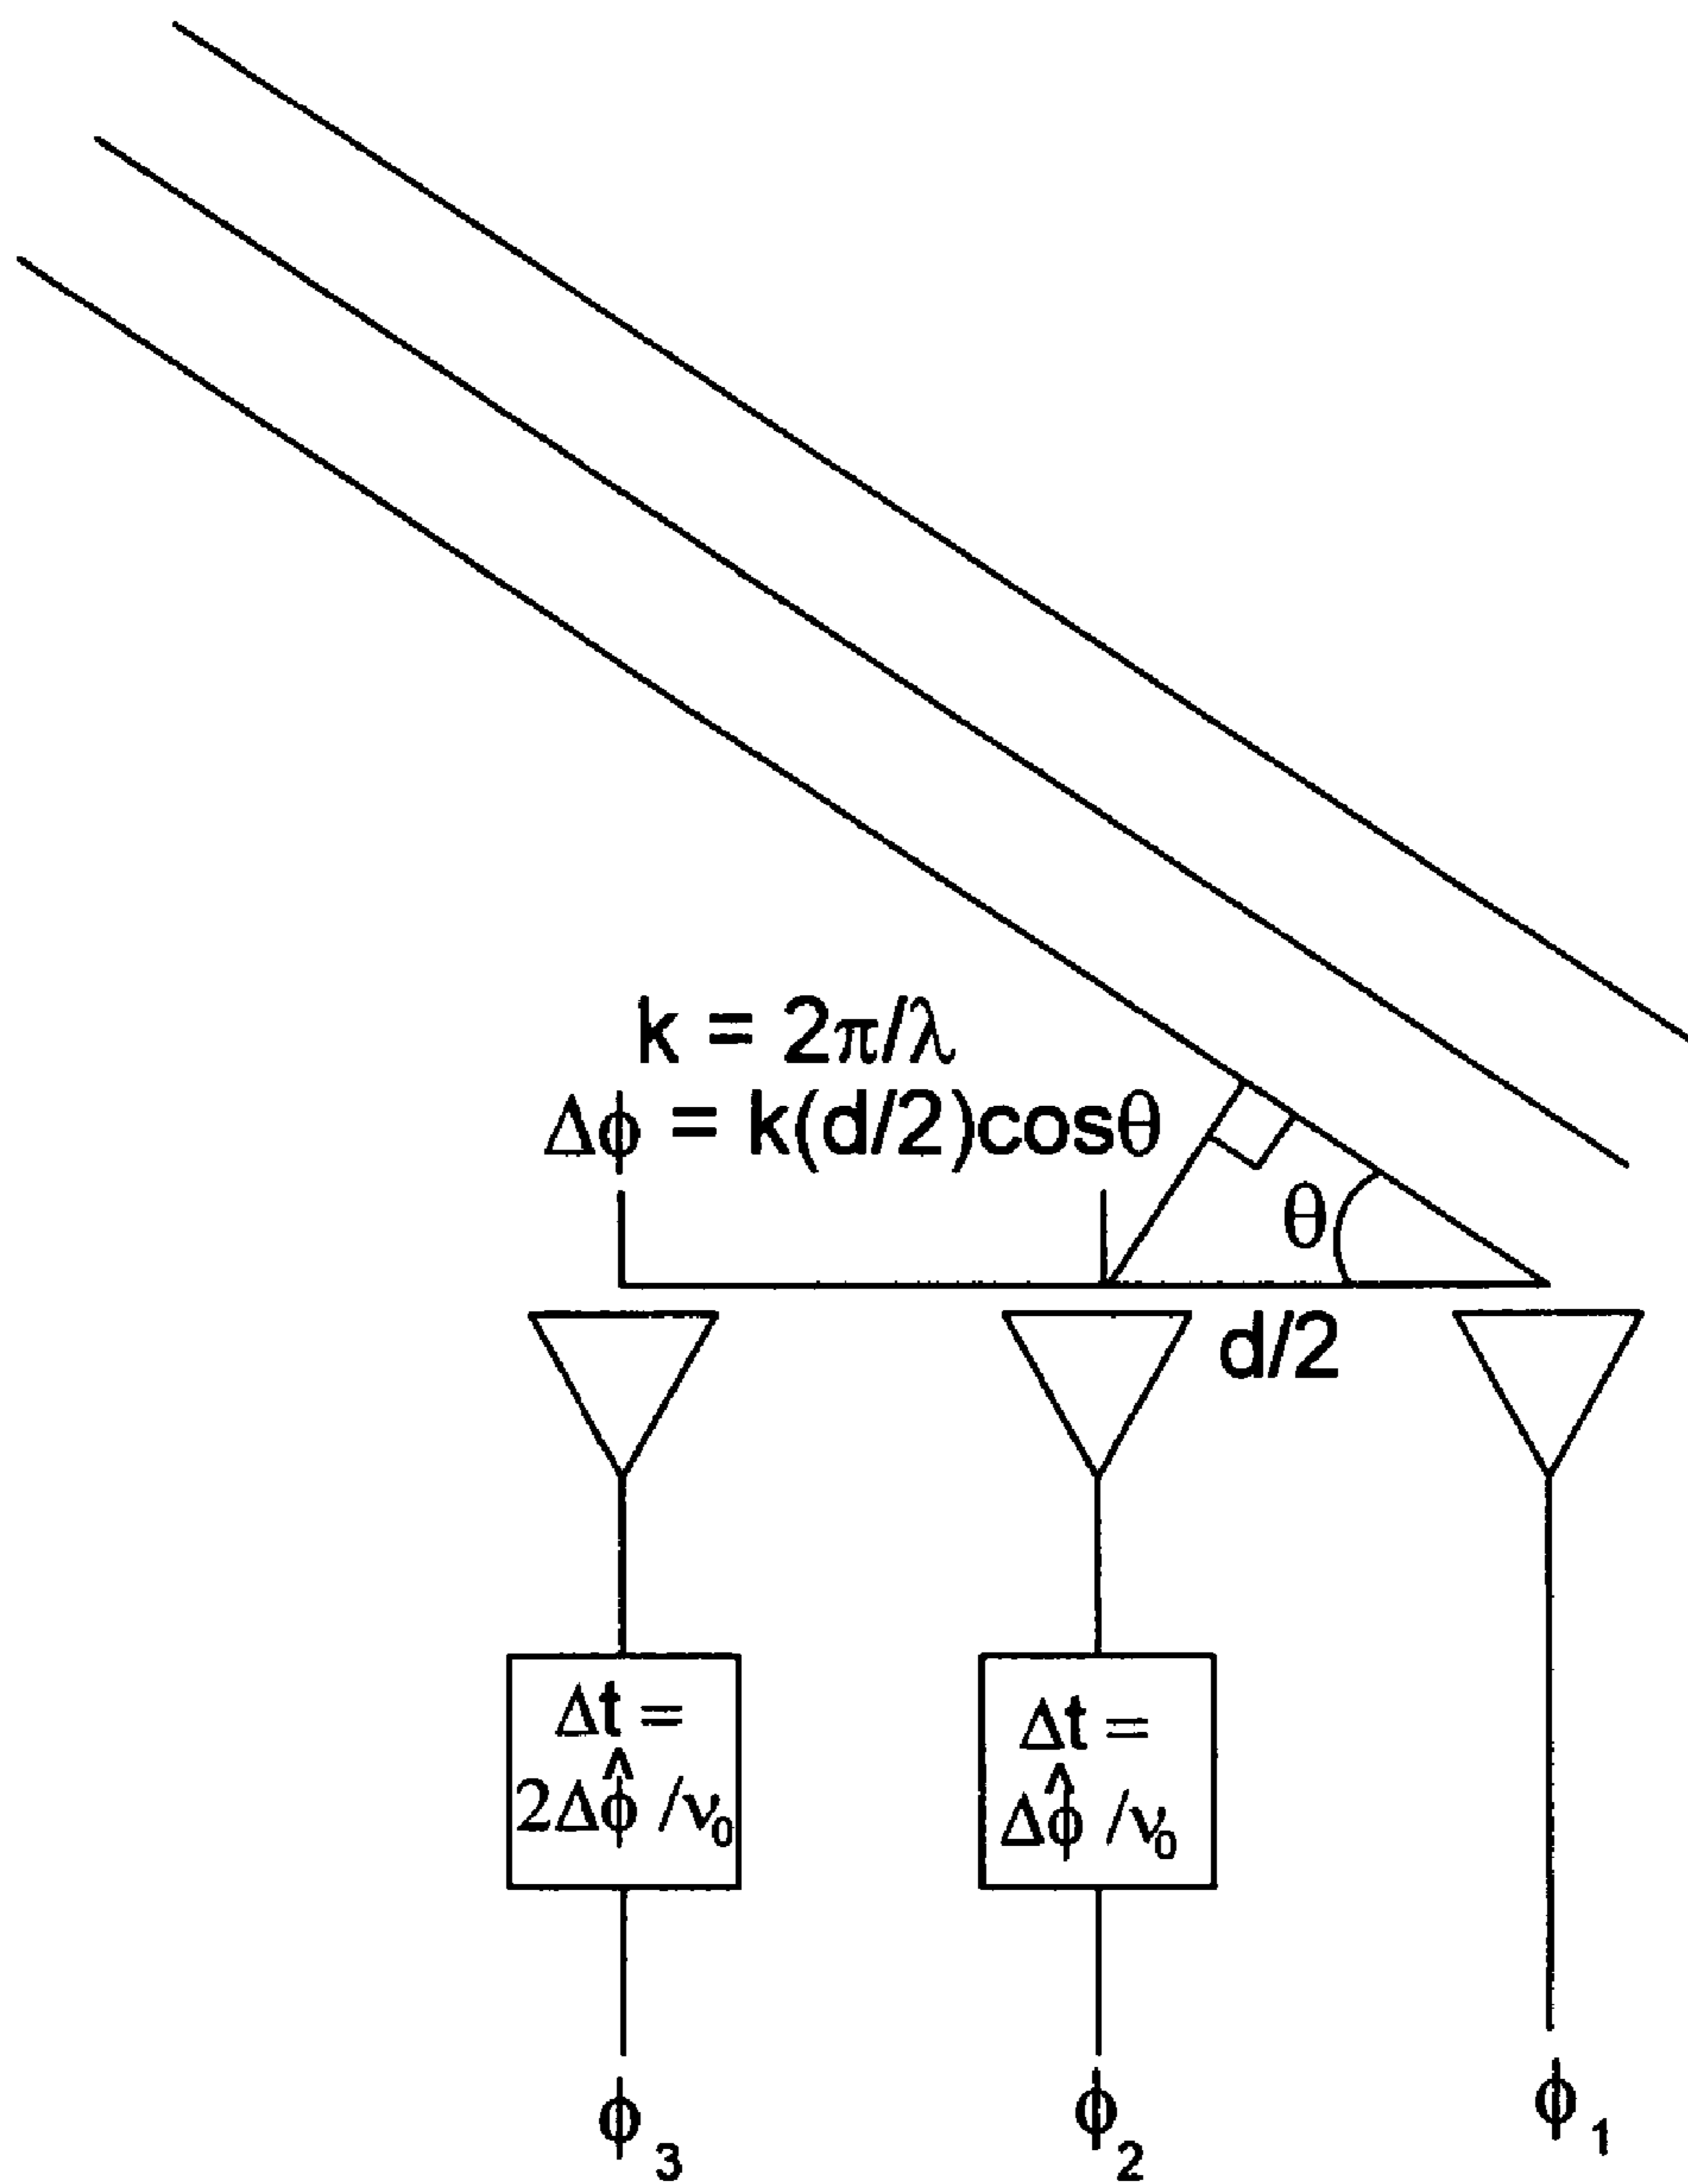 k = 2π/λ
Δϕ = k(d/2)cosθ
θ
d/2
Δt =
2Δϕ̂ /ν₀
Δt =
Δϕ̂ /ν₀
ϕ₃
ϕ₂
ϕ₁